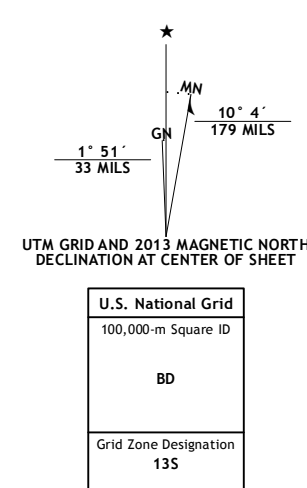 ★
MN
GN
10° 4´
179 MILS
1° 51´
33 MILS
UTM GRID AND 2013 MAGNETIC NORTH
DECLINATION AT CENTER OF SHEET
U.S. National Grid
100,000-m Square ID
BD
Grid Zone Designation
13S